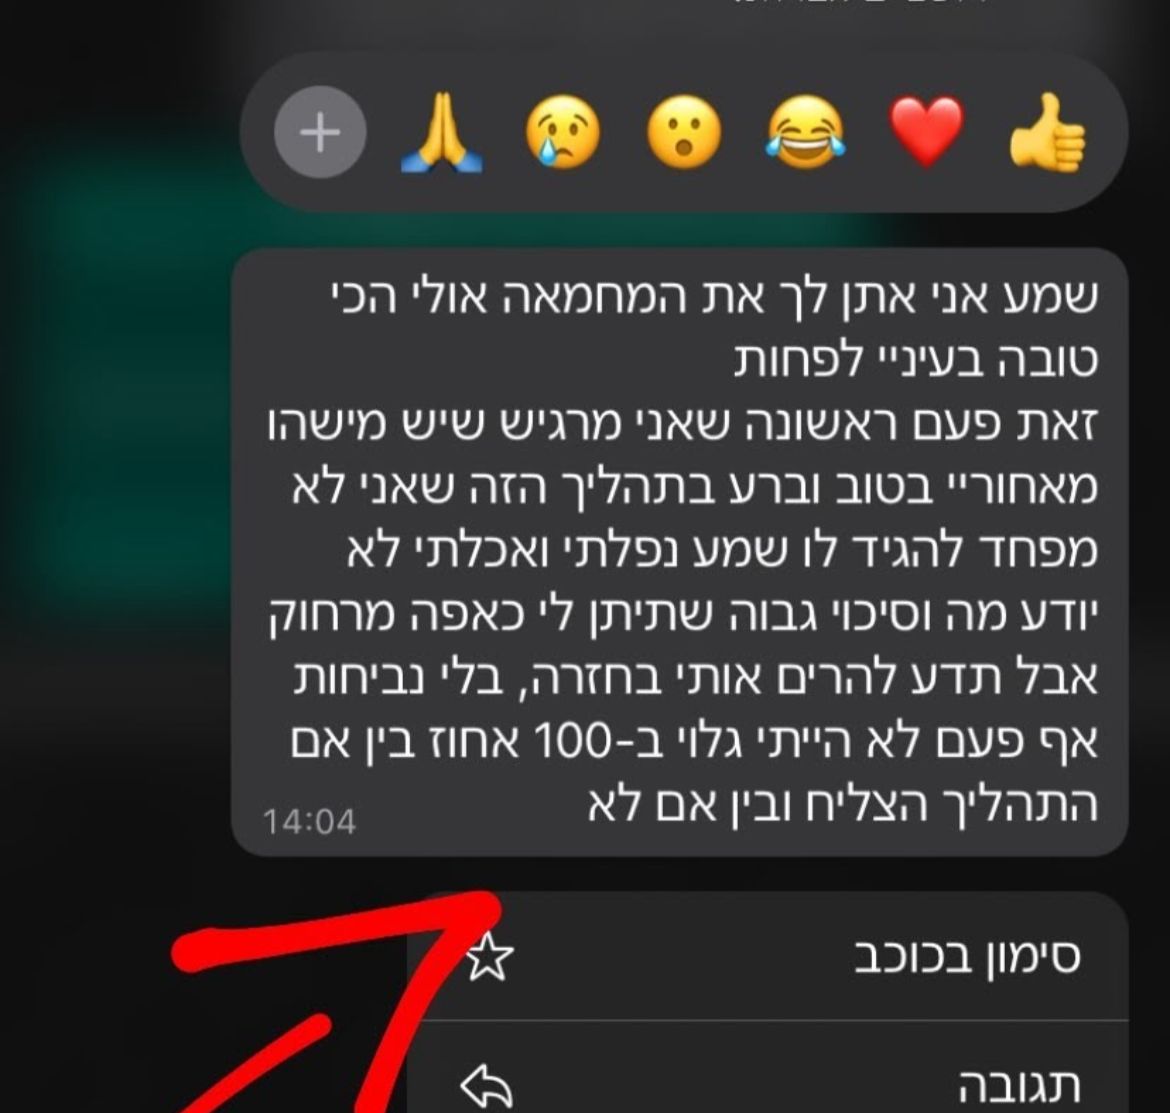 שמע אני אתן לך את המחמאה אולי הכי
טובה בעיניי לפחות
זאת פעם ראשונה שאני מרגיש שיש מישהו
מאחוריי בטוב וברע בתהליך הזה שאני לא
מפחד להגיד לו שמע נפלתי ואכלתי לא
יודע מה וסיכוי גבוה שתיתן לי כאפה מרחוק
אבל תדע להרים אותי בחזרה, בלי נביחות
אף פעם לא הייתי גלוי ב-100 אחוז בין אם
התהליך הצליח ובין אם לא
14:04
סימון בכוכב
תגובה